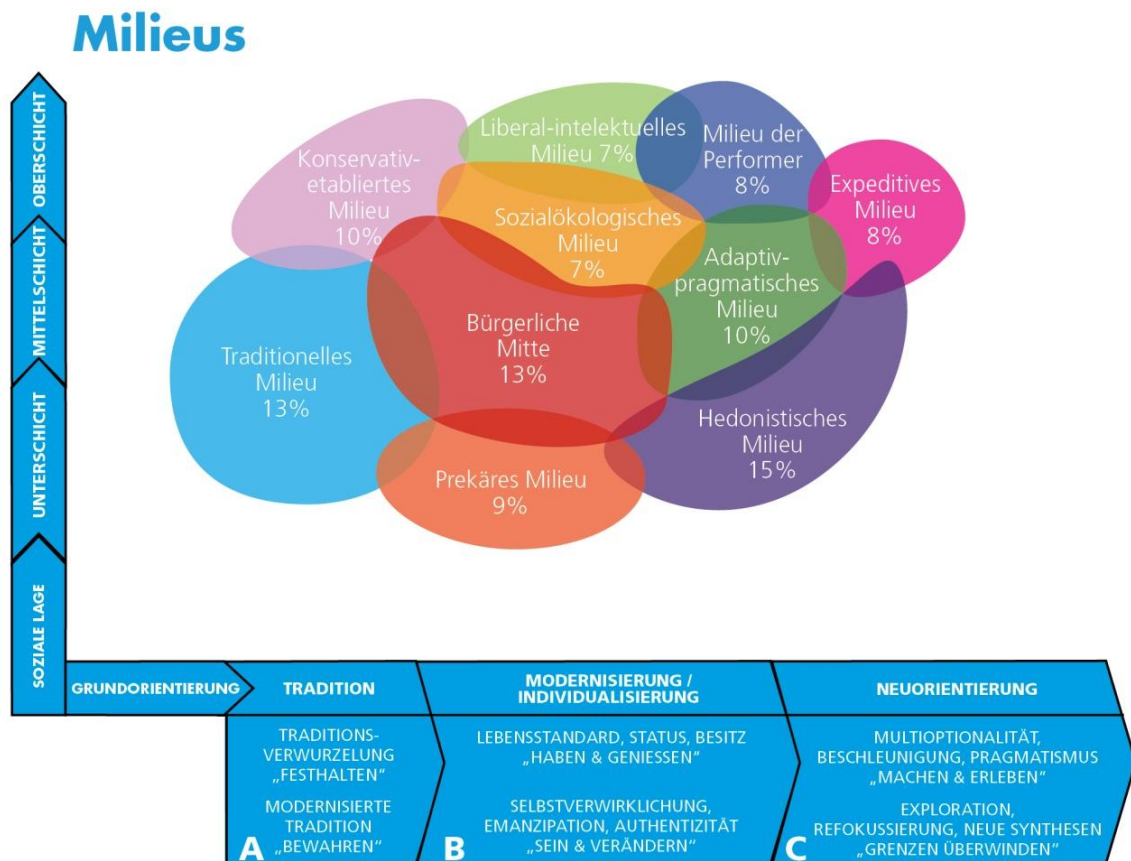 Milieus
OBERSCHICHT
MITTELSCHICHT
UNTERSCHICHT
SOZIALE LAGE
Konservativ-
etabliertes
Milieu
10%
Liberal-intelektuelles
Milieu 7%
Milieu der
Performer
8%
Expeditives
Milieu
8%
Sozialökologisches
Milieu
7%
Adaptiv-
pragmatisches
Milieu
10%
Traditionelles
Milieu
13%
Bürgerliche
Mitte
13%
Hedonistisches
Milieu
15%
Prekäres Milieu
9%
GRUNDORIENTIERUNG
TRADITION
MODERNISIERUNG /
INDIVIDUALISIERUNG
NEUORIENTIERUNG
TRADITIONS-
VERWURZELUNG
„FESTHALTEN“
MODERNISIERTE
TRADITION
„BEWAHREN“
A
LEBENSSTANDARD, STATUS, BESITZ
„HABEN & GENIESSEN“
SELBSTVERWIRKLICHUNG,
EMANZIPATION, AUTHENTIZITÄT
„SEIN & VERÄNDERN“
B
MULTIOPTIONALITÄT,
BESCHLEUNIGUNG, PRAGMATISMUS
„MACHEN & ERLEBEN“
EXPLORATION,
REFOKUSSIERUNG, NEUE SYNTHESEN
„GRENZEN ÜBERWINDEN“
C